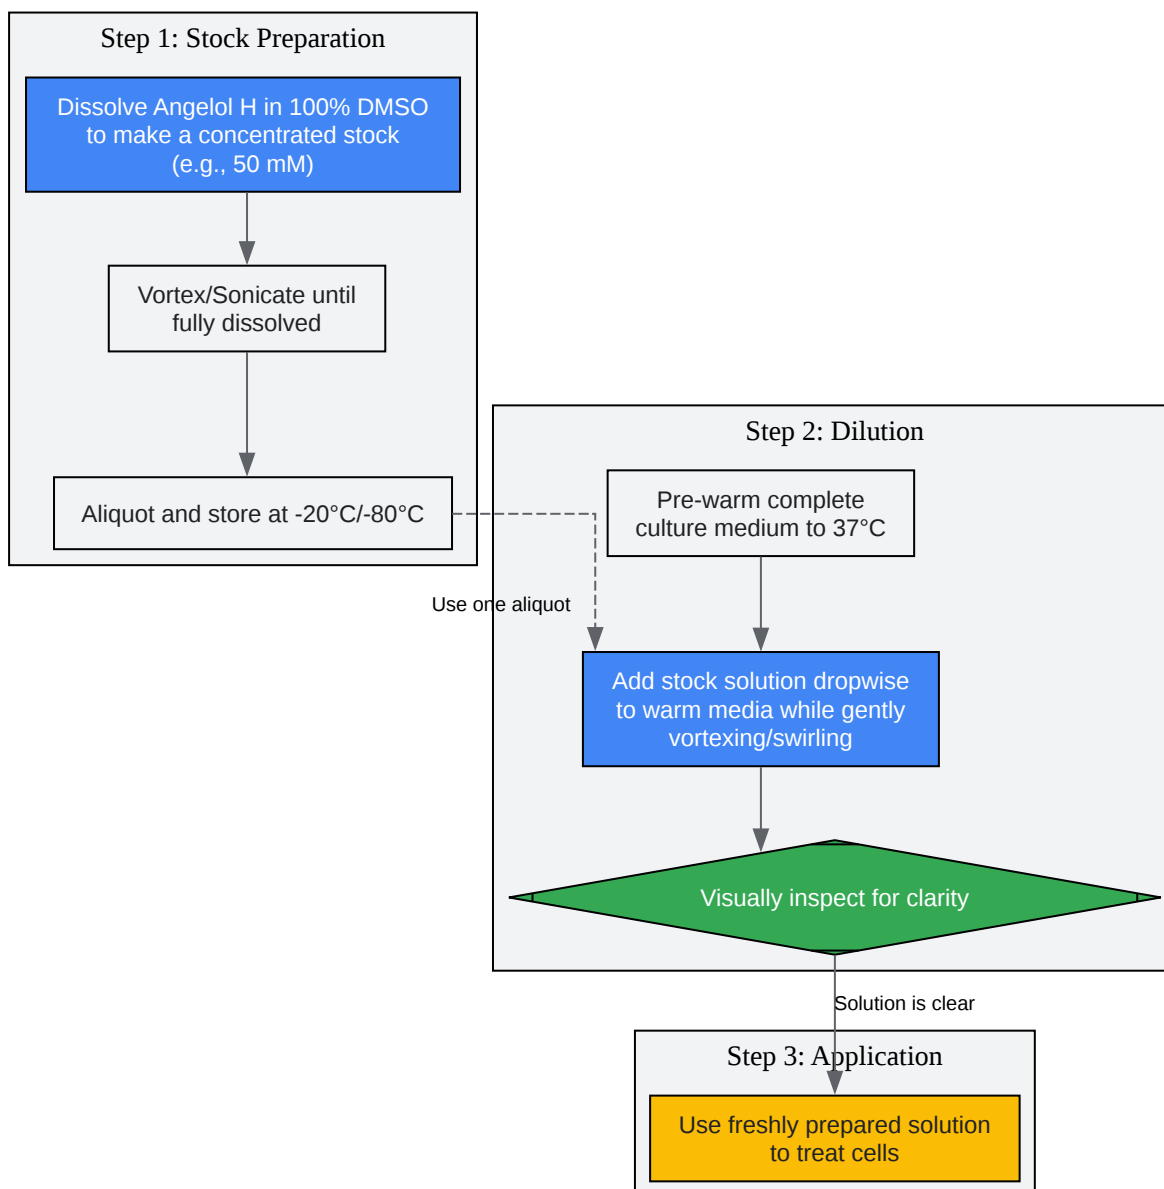 Step 1: Stock Preparation
Dissolve Angelol H in 100% DMSO
to make a concentrated stock
(e.g., 50 mM)
Vortex/Sonicate until
fully dissolved
Aliquot and store at -20°C/-80°C
Use one aliquot
Step 2: Dilution
Pre-warm complete
culture medium to 37°C
Add stock solution dropwise
to warm media while gently
vortexing/swirling
Visually inspect for clarity
Solution is clear
Step 3: Application
Use freshly prepared solution
to treat cells